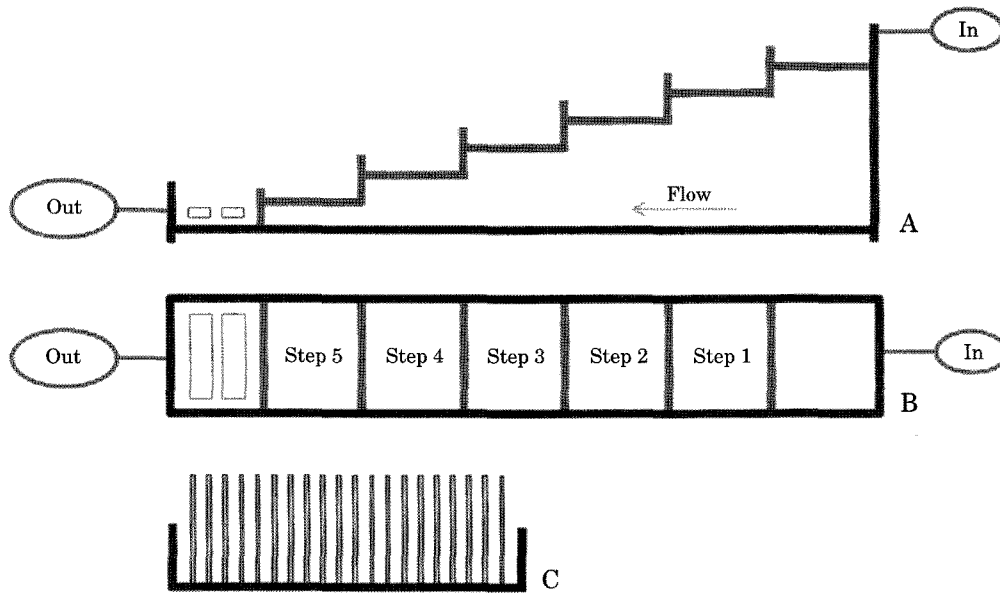 In
Out
Flow
A
Out
Step 5
Step 4
Step 3
Step 2
Step 1
In
B
C